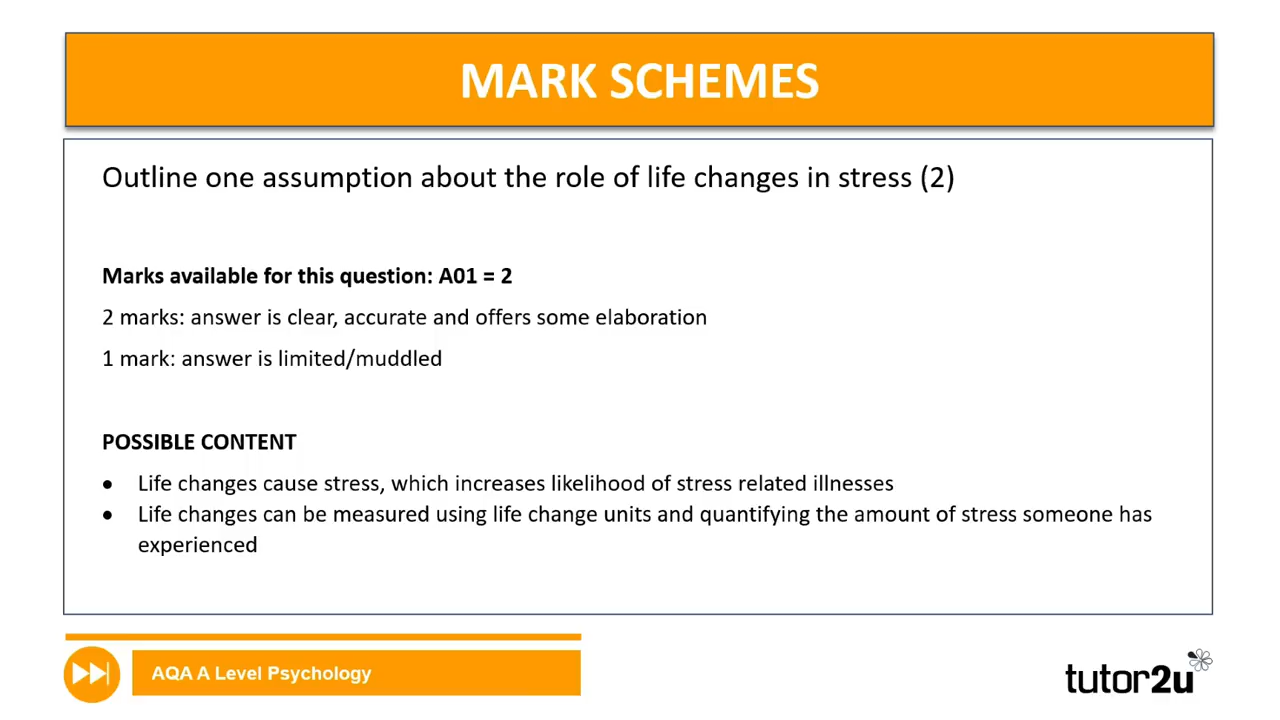 MARK SCHEMES
Outline one assumption about the role of life changes in stress (2)
Marks available for this question: A01 = 2
2 marks: answer is clear, accurate and offers some elaboration
1 mark: answer is limited/muddled
POSSIBLE CONTENT
• Life changes cause stress, which increases likelihood of stress related illnesses
• Life changes can be measured using life change units and quantifying the amount of stress someone has
experienced
AQA A Level Psychology
tutor2u